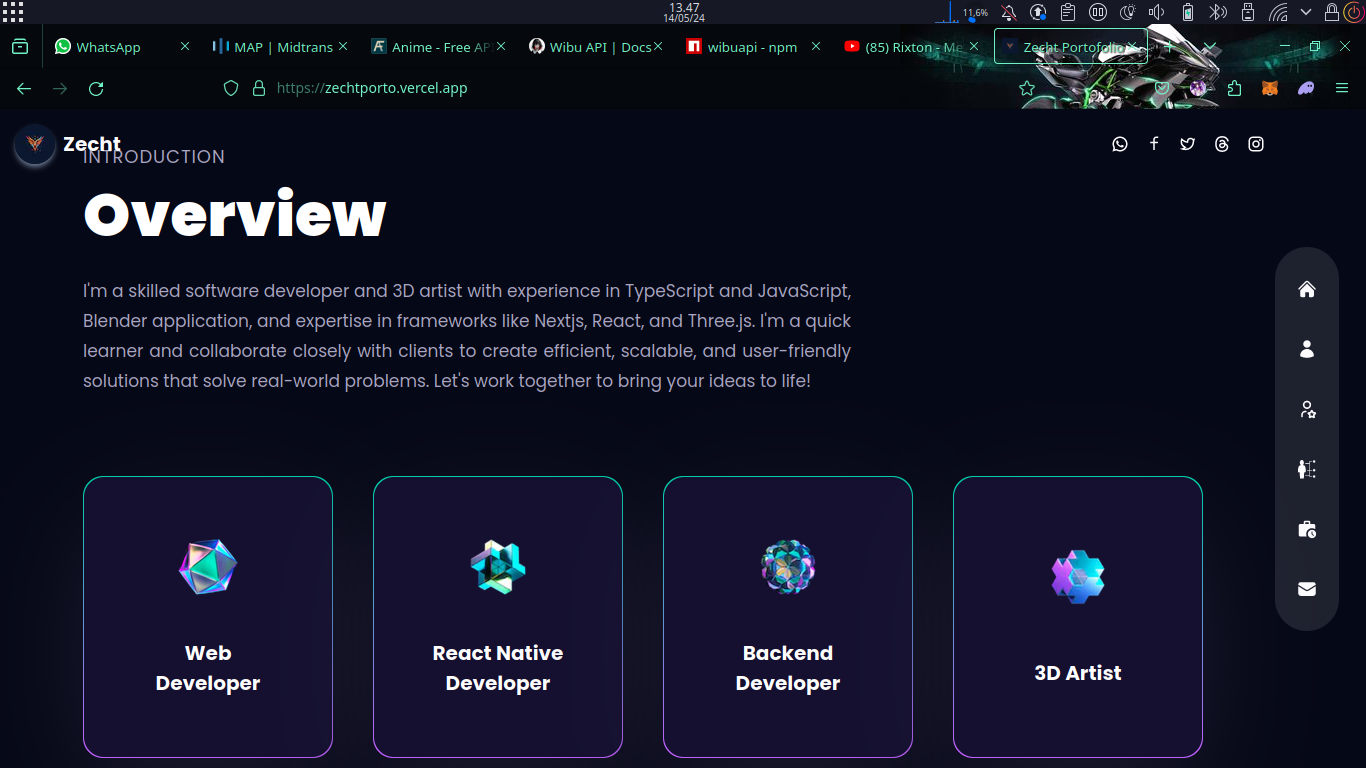 13.47
14/05/24
11,6%
WhatsApp
MAP | Midtrans
Anime - Free AP
Wibu API | Docs
wibuapi - npm
(85) Rixton - Me
Zecht Portofolio
https://zechtporto.vercel.app
Zecht
INTRODUCTION
Overview
I'm a skilled software developer and 3D artist with experience in TypeScript and JavaScript,
Blender application, and expertise in frameworks like Nextjs, React, and Three.js. I'm a quick
learner and collaborate closely with clients to create efficient, scalable, and user-friendly
solutions that solve real-world problems. Let's work together to bring your ideas to life!
Web
Developer
React Native
Developer
Backend
Developer
3D Artist